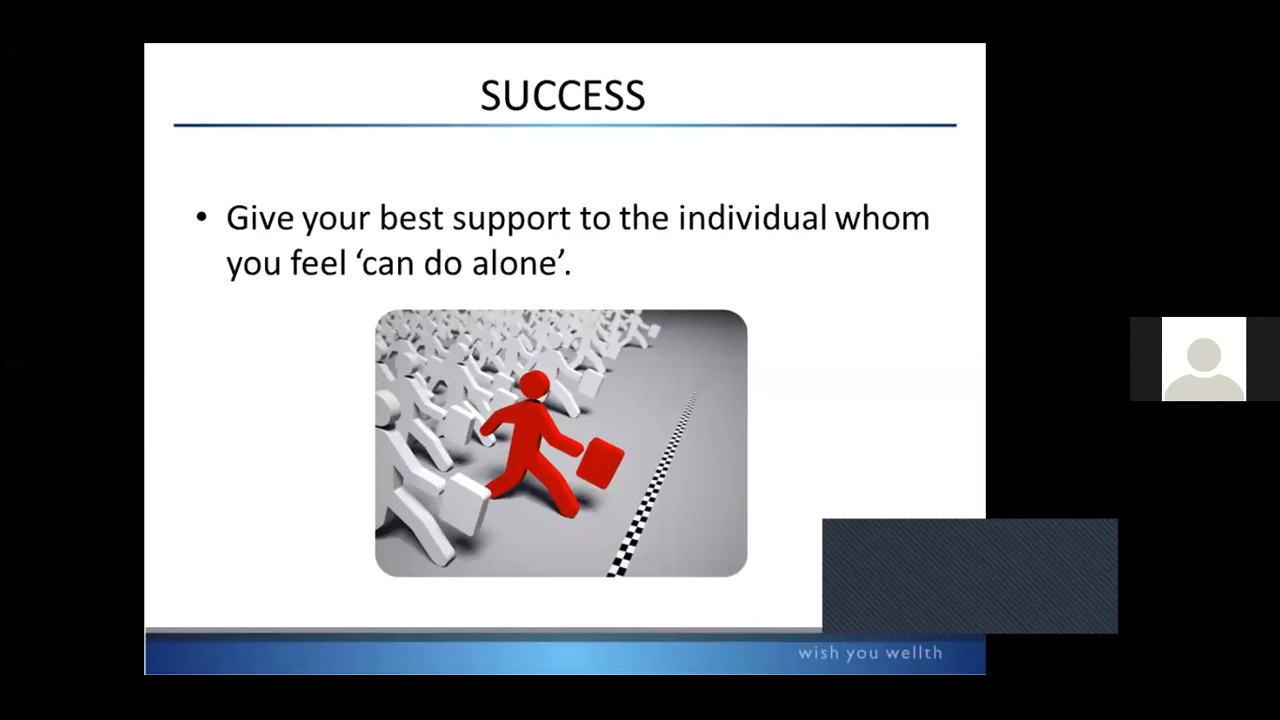 SUCCESS
• Give your best support to the individual whom
you feel ‘can do alone’.
wish you wellth